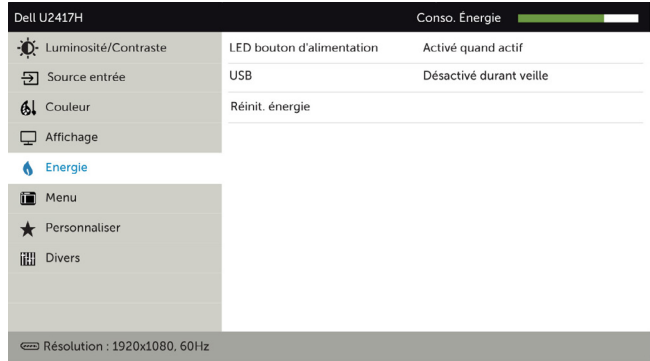 Dell U2417H Conso. Énergie
Luminosité/Contraste LED bouton d'alimentation Activé quand actif
Source entrée USB Désactivé durant veille
Couleur Réinit. énergie
Affichage
Energie
Menu
Personnaliser
Divers
Résolution : 1920x1080, 60Hz